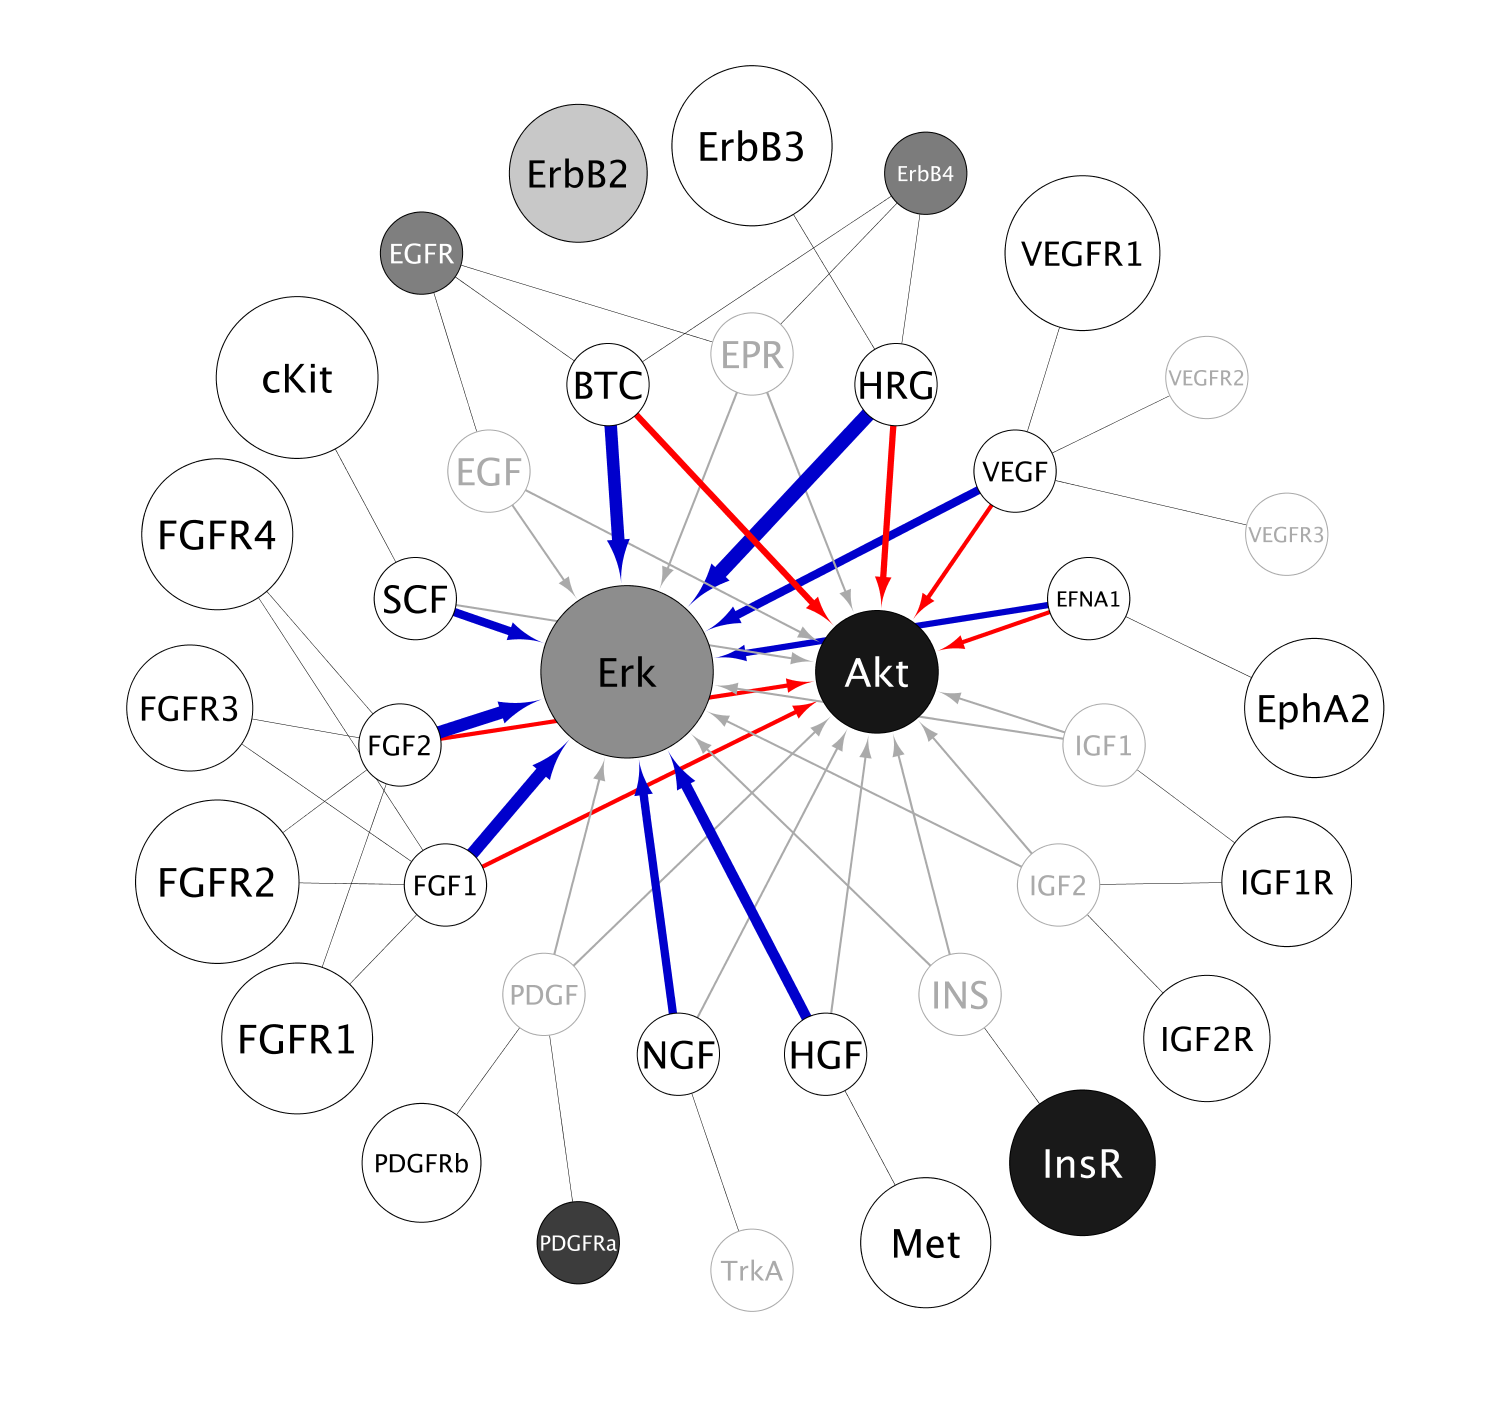 ErbB3
ErbB2
ErbB4
EGFR
VEGFR1
EPR
cKit
VEGFR2
BTC
HRG
EGF
VEGF
FGFR4
VEGFR3
SCF
EFNA1
Erk
Akt
FGFR3
EphA2
FGF2
IGF1
FGFR2
FGF1
IGF2
IGF1R
PDGF
INS
FGFR1
NGF
HGF
IGF2R
PDGFRb
InsR
PDGFRa
Met
TrkA